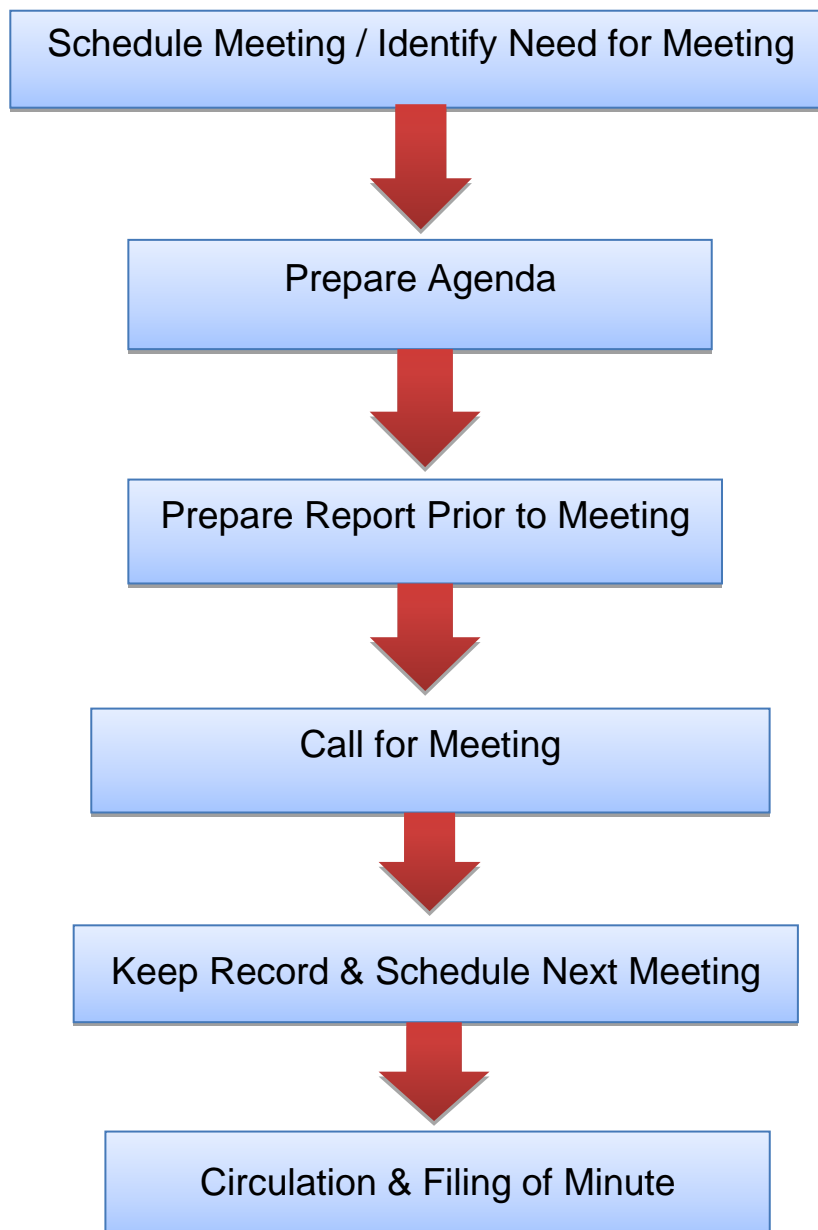 Schedule Meeting / Identify Need for Meeting
Prepare Agenda
Prepare Report Prior to Meeting
Call for Meeting
Keep Record & Schedule Next Meeting
Circulation & Filing of Minute